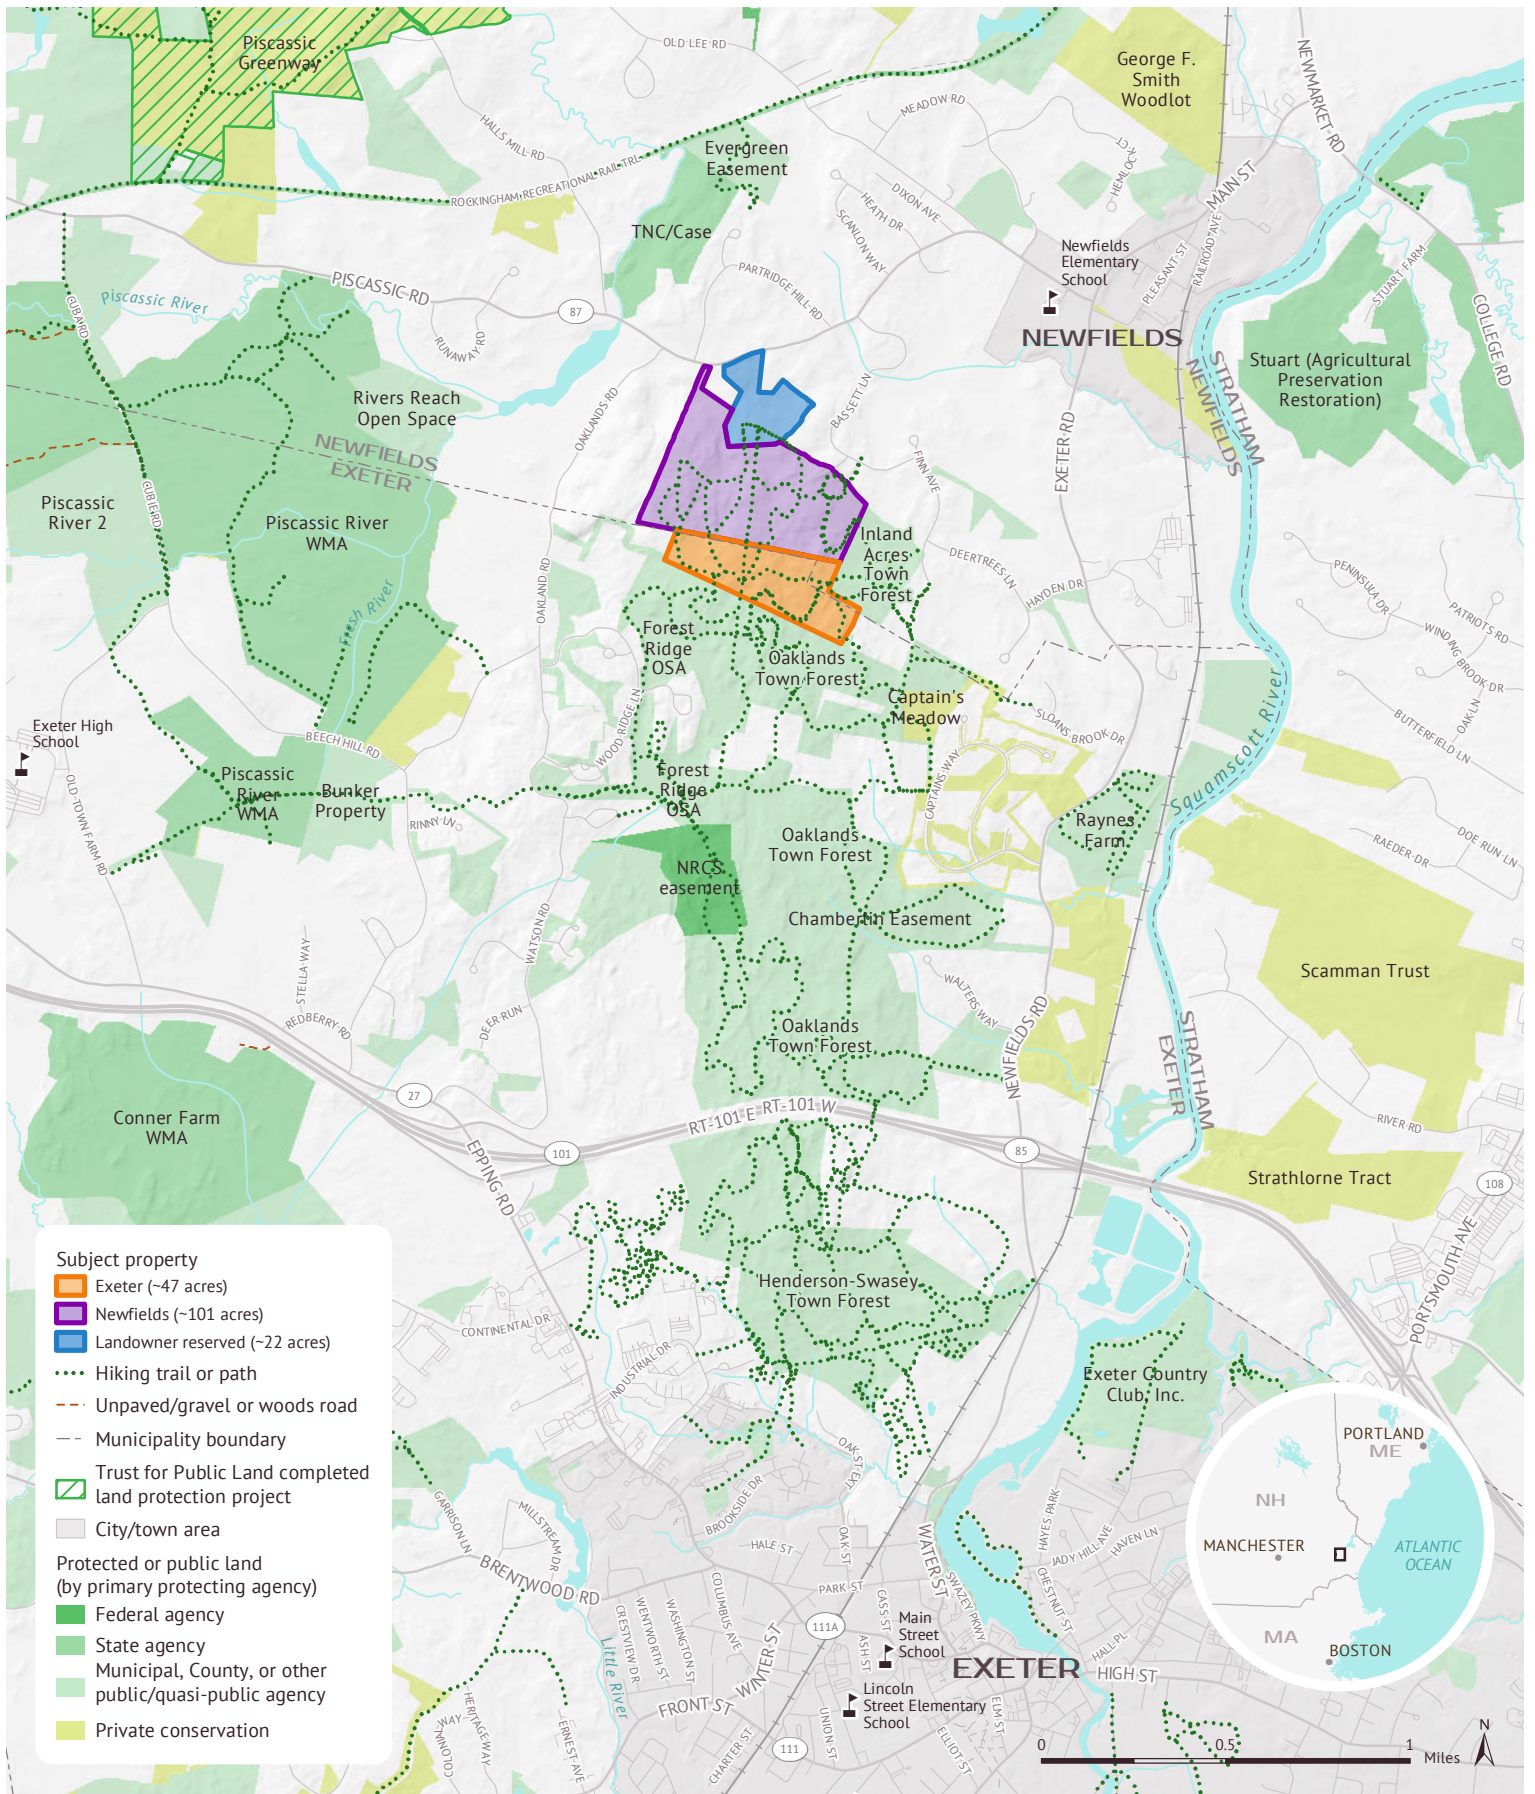 Piscassic
Greenway
OLD LEE RD
George F.
Smith
Woodlot
NEWMARKET RD
MEADOW RD
HALLS MILL RD
HEMLOCK CT
Evergreen
Easement
ROCKINGHAM RECREATIONAL RAIL TRL
MAIN ST
DIXON AVE
HEATH DR
SCANLON WAY
TNC/Case
Newfields
Elementary
School
PLEASANT ST
RAILROAD AVE
STUART FARM
PARTRIDGE HILL RD
PISCASSIC RD
Piscassic River
CUBA RD
87
RUNAWAY RD
NEWFIELDS
COLLEGE RD
STRATHAM
NEWFIELDS
Stuart (Agricultural
Preservation
Restoration)
Rivers Reach
Open Space
OAKLANDS RD
BASSETT LN
EXETER RD
NEWFIELDS
EXETER
FINN AVE
CUBIE RD
Piscassic
River 2
Piscassic River
WMA
Inland
Acres
Town
Forest
DEERTREES LN
HAYDEN DR
OAKLAND RD
Fresh River
PENINSULA DR
PATRIOTS RD
WINDING BROOK DR
OAK LN
BUTTERFIELD LN
Forest
Ridge
OSA
Oaklands
Town Forest
Captain's
Meadow
SLOANS BROOK DR
Squamscott River
WOOD RIDGE LN
Exeter High
School
BEECH HILL RD
OLD TOWN FARM RD
Piscassic
River
WMA
Bunker
Property
RINNY LN
Forest
Ridge
OSA
CAPTAINS WAY
Raynes
Farm
Oaklands
Town Forest
DOE RUN LN
RAEDER DR
NRCS
easement
Chamberlin Easement
WATSON RD
STELLA WAY
REDBERRY RD
DEER RUN
WALTERS WAY
NEWFIELDS RD
Scamman Trust
Oaklands
Town Forest
STRATHAM
EXETER
27
RT-101 E
RT-101 W
Conner Farm
WMA
EPPING RD
101
85
RIVER RD
Strathlorne Tract
108
PORTSMOUTH AVE
Henderson-Swasey
Town Forest
CONTINENTAL DR
INDUSTRIAL DR
Exeter Country
Club, Inc.
Subject property
Exeter (~47 acres)
Newfields (~101 acres)
Landowner reserved (~22 acres)
Hiking trail or path
Unpaved/gravel or woods road
Municipality boundary
Trust for Public Land completed
land protection project
City/town area
Protected or public land
(by primary protecting agency)
Federal agency
State agency
Municipal, County, or other
public/quasi-public agency
Private conservation
GARRISON LN
MILLSTREAM DR
BROOKSIDE DR
OAK ST EXT
OAK ST
HALE ST
PARK ST
WATER ST
SWAZEY PKWY
HAYES PARK
JADY HILL AVE
HAVEN LN
CHESTNUT ST
BRENTWOOD RD
COLUMBUS AVE
WASHINGTON ST
WENTWORTH ST
CRESTVIEW DR
CASS ST
ASH ST
111A
Main
Street
School
HALL PL
EXETER
HIGH ST
WINTER ST
FRONT ST
Little River
Lincoln
Street Elementary
School
HERITAGE WAY
COLONIAL WAY
ERNEST AVE
CHARTER ST
111
UNION ST
ELLIOT ST
ELM ST
PORTLAND
ME
NH
MANCHESTER
ATLANTIC
OCEAN
MA
BOSTON
0
0.5
1
Miles
N